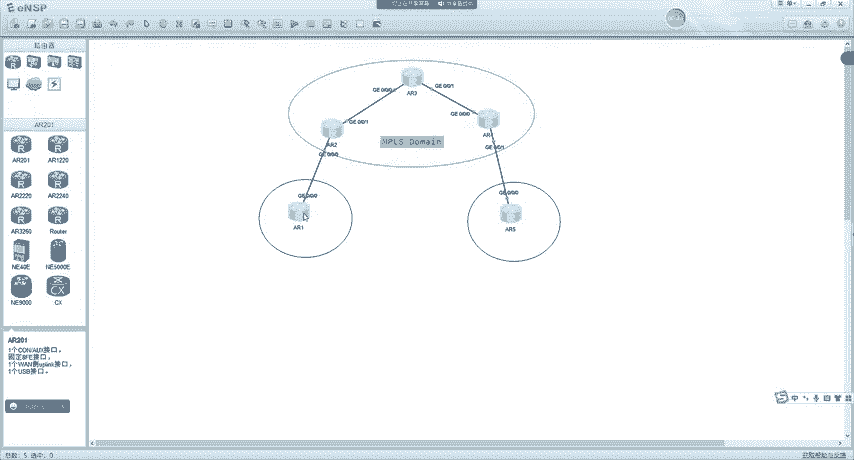 eNSP
路由器
AR201
AR201
AR1220
AR2220
AR2240
AR3260
Router
NE40E
NE5000E
NE9000
CX
AR201
1个CON/AUX接口,
固定8FE接口,
1个WAN侧uplink接口,
1个USB接口。
AR3
GE 0/0/0
GE 0/0/1
GE 0/0/1
GE 0/0/0
AR2
AR4
MPLS Domain
GE 0/0/0
GE 0/0/1
GE 0/0/0
GE 0/0/0
AR1
AR5
中
总数: 5 选中: 0
获取帮助与反馈